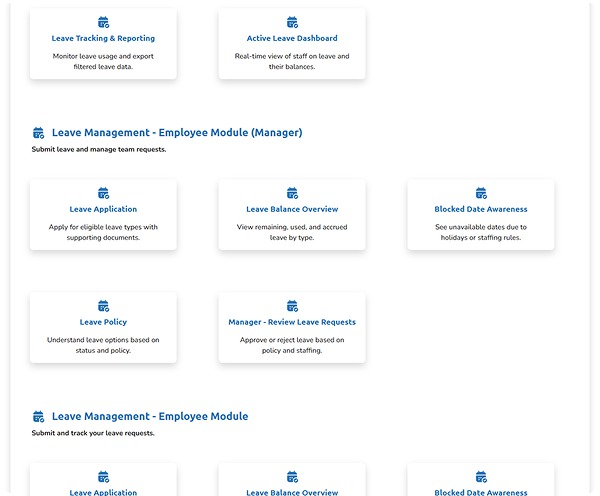 Leave Tracking & Reporting
Monitor leave usage and export
filtered leave data.
Active Leave Dashboard
Real-time view of staff on leave and
their balances.
Leave Management - Employee Module (Manager)
Submit leave and manage team requests.
Leave Application
Apply for eligible leave types with
supporting documents.
Leave Balance Overview
View remaining, used, and accrued
leave by type.
Blocked Date Awareness
See unavailable dates due to
holidays or staffing rules.
Leave Policy
Understand leave options based on
status and policy.
Manager - Review Leave Requests
Approve or reject leave based on
policy and staffing.
Leave Management - Employee Module
Submit and track your leave requests.
Leave Application
Leave Balance Overview
Blocked Date Awareness